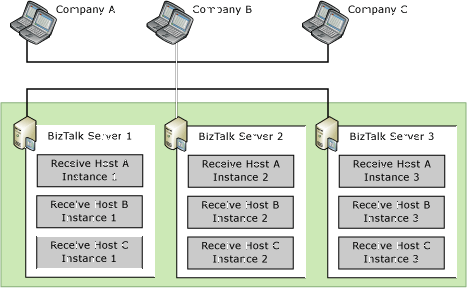 Company A
Company B
Company C
BizTalk Server 1
Receive Host A
Instance 1
Receive Host B
Instance 1
Receive Host C
Instance 1
BizTalk Server 2
Receive Host A
Instance 2
Receive Host B
Instance 2
Receive Host C
Instance 2
BizTalk Server 3
Receive Host A
Instance 3
Receive Host B
Instance 3
Receive Host C
Instance 3